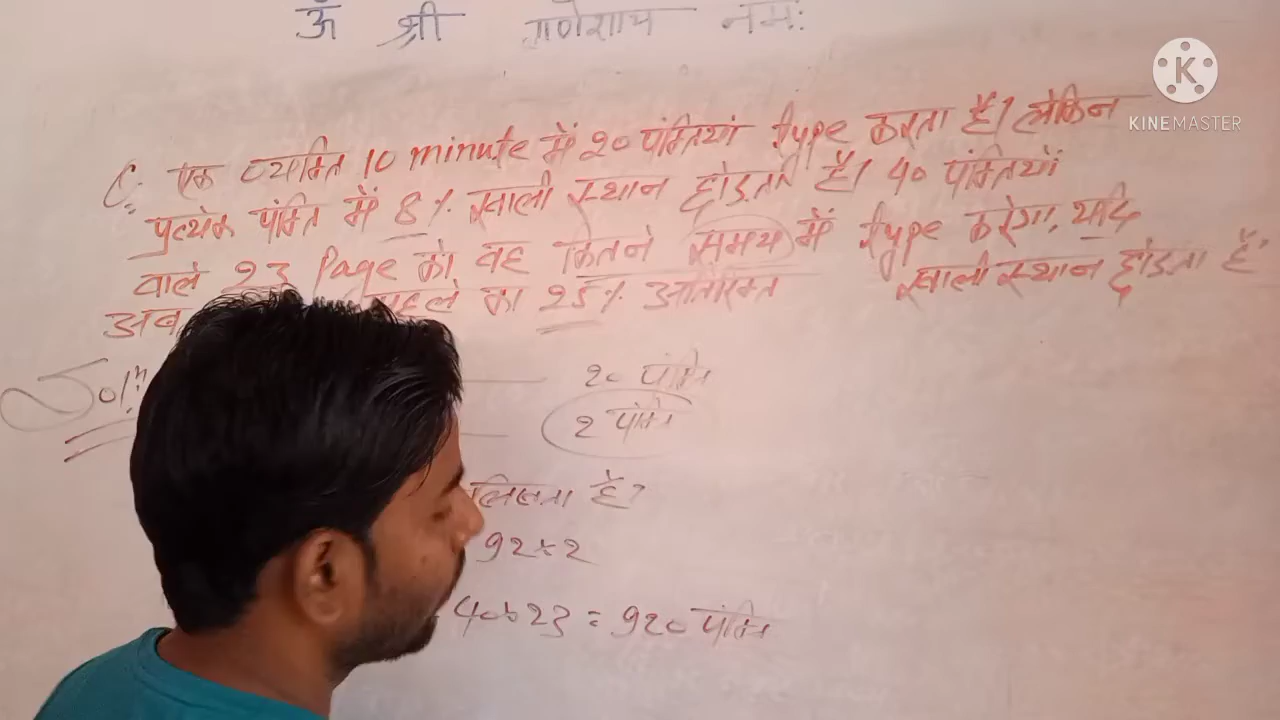 ॐ श्री गणेशाय नमः
KINEMASTER
एक व्यक्ति 10 minute में 20 पंक्तियां type करता है। लेकिन
प्रत्येक पंक्ति में 8% खाली स्थान छोड़ता है। 40 पंक्तियों
वाले 23 Page को वह कितने समय में type करेगा, यदि
अब पहले का 25% अतिरिक्त खाली स्थान छोड़ता है
Solⁿ
20 पंक्ति
2 पंक्ति
लिखता है?
92×2
40×23 = 920 पंक्ति